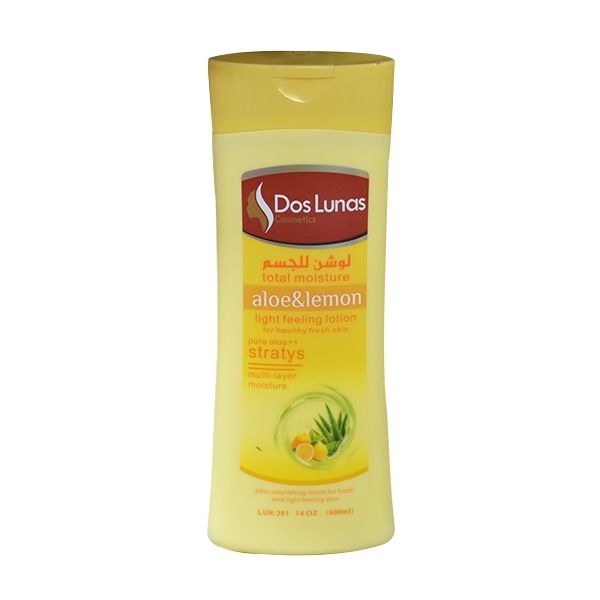 Dos Lunas
Cosmetics
لوشن للجسم
total moisture
aloe&lemon
light feeling lotion
for healthy fresh skin
pure aloe++
stratys
multi-layer
moisture
24hr nourishing lotion for fresh
and light feeling skin
LUN:361 14 OZ . (400ml)